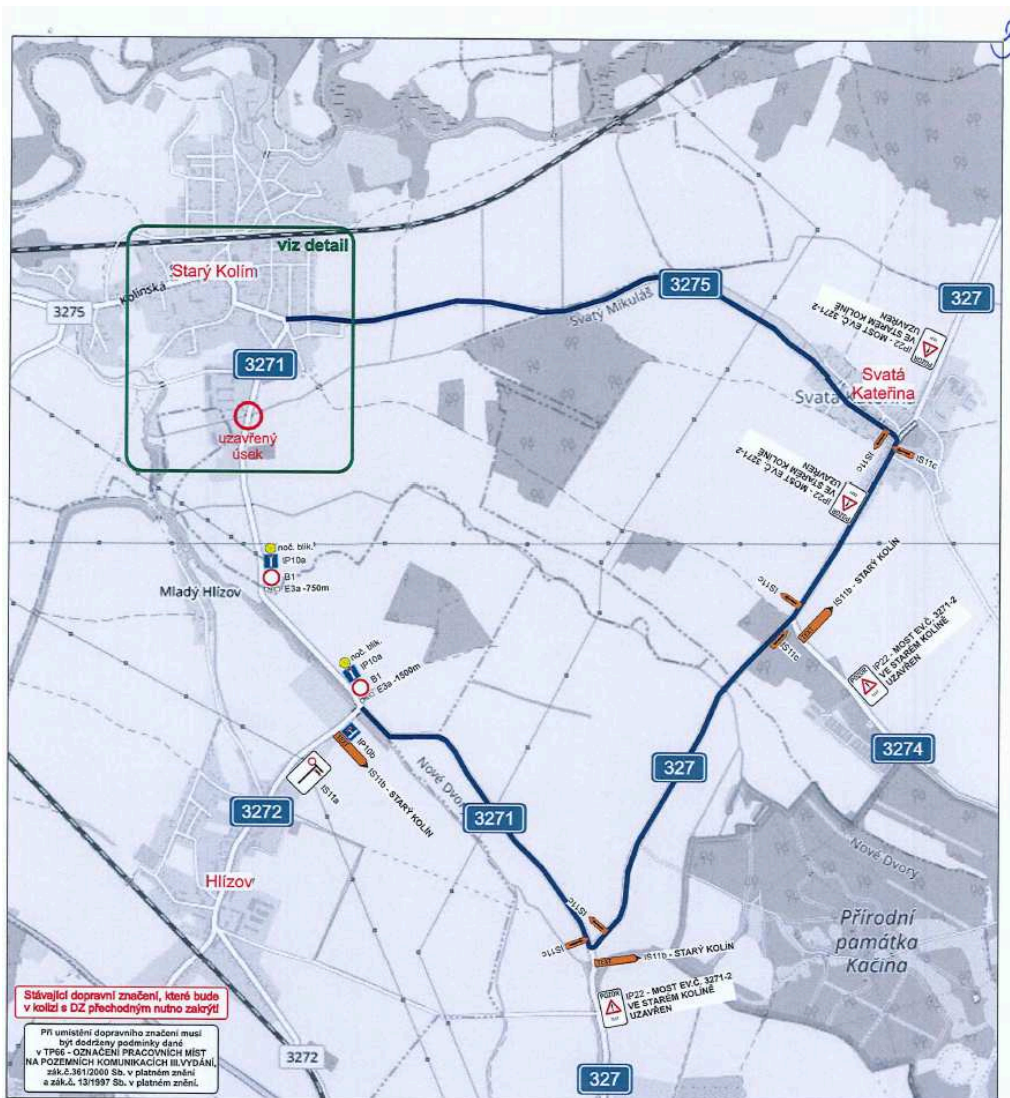 viz detail
Starý Kolím
Kolínská
3275
3275
Svatý Mikuláš
327
IP22 - MOST EV.Č. 3271-2
VE STARÉM KOLÍNĚ
UZAVŘEN
POZOR
3271
uzavřený
úsek
Svatá
Kateřina
Svatá Kateřina
IS11c
IS11c
IP22 - MOST EV.Č. 3271-2
VE STARÉM KOLÍNĚ
UZAVŘEN
POZOR
noč. blik.
IP10a
B1
E3a -750m
Mladý Hlízov
IS11c
IS11b - STARÝ KOLÍN
IS11c
POZOR
IP22 - MOST EV.Č. 3271-2
VE STARÉM KOLÍNĚ
UZAVŘEN
noč. blik.
IP10a
B1
E3a -1500m
IP10b
IS11b - STARÝ KOLÍN
IS11a
3274
327
Nové Dvory
3272
3271
Nové Dvory
Hlízov
Přírodní
památka
Kačina
IS11c
IS11c
IS11b - STARÝ KOLÍN
POZOR
IP22 - MOST EV.Č. 3271-2
VE STARÉM KOLÍNĚ
UZAVŘEN
Stávající dopravní značení, které bude
v kolizi s DZ přechodným nutno zakrýt!
Při umístění dopravního značení musí
být dodrženy podmínky dané
v TP66 - OZNAČENÍ PRACOVNÍCH MÍST
NA POZEMNÍCH KOMUNIKACÍCH III.VYDÁNÍ,
zák.č.361/2000 Sb. v platném znění
a zák.č. 13/1997 Sb. v platném znění.
3272
327